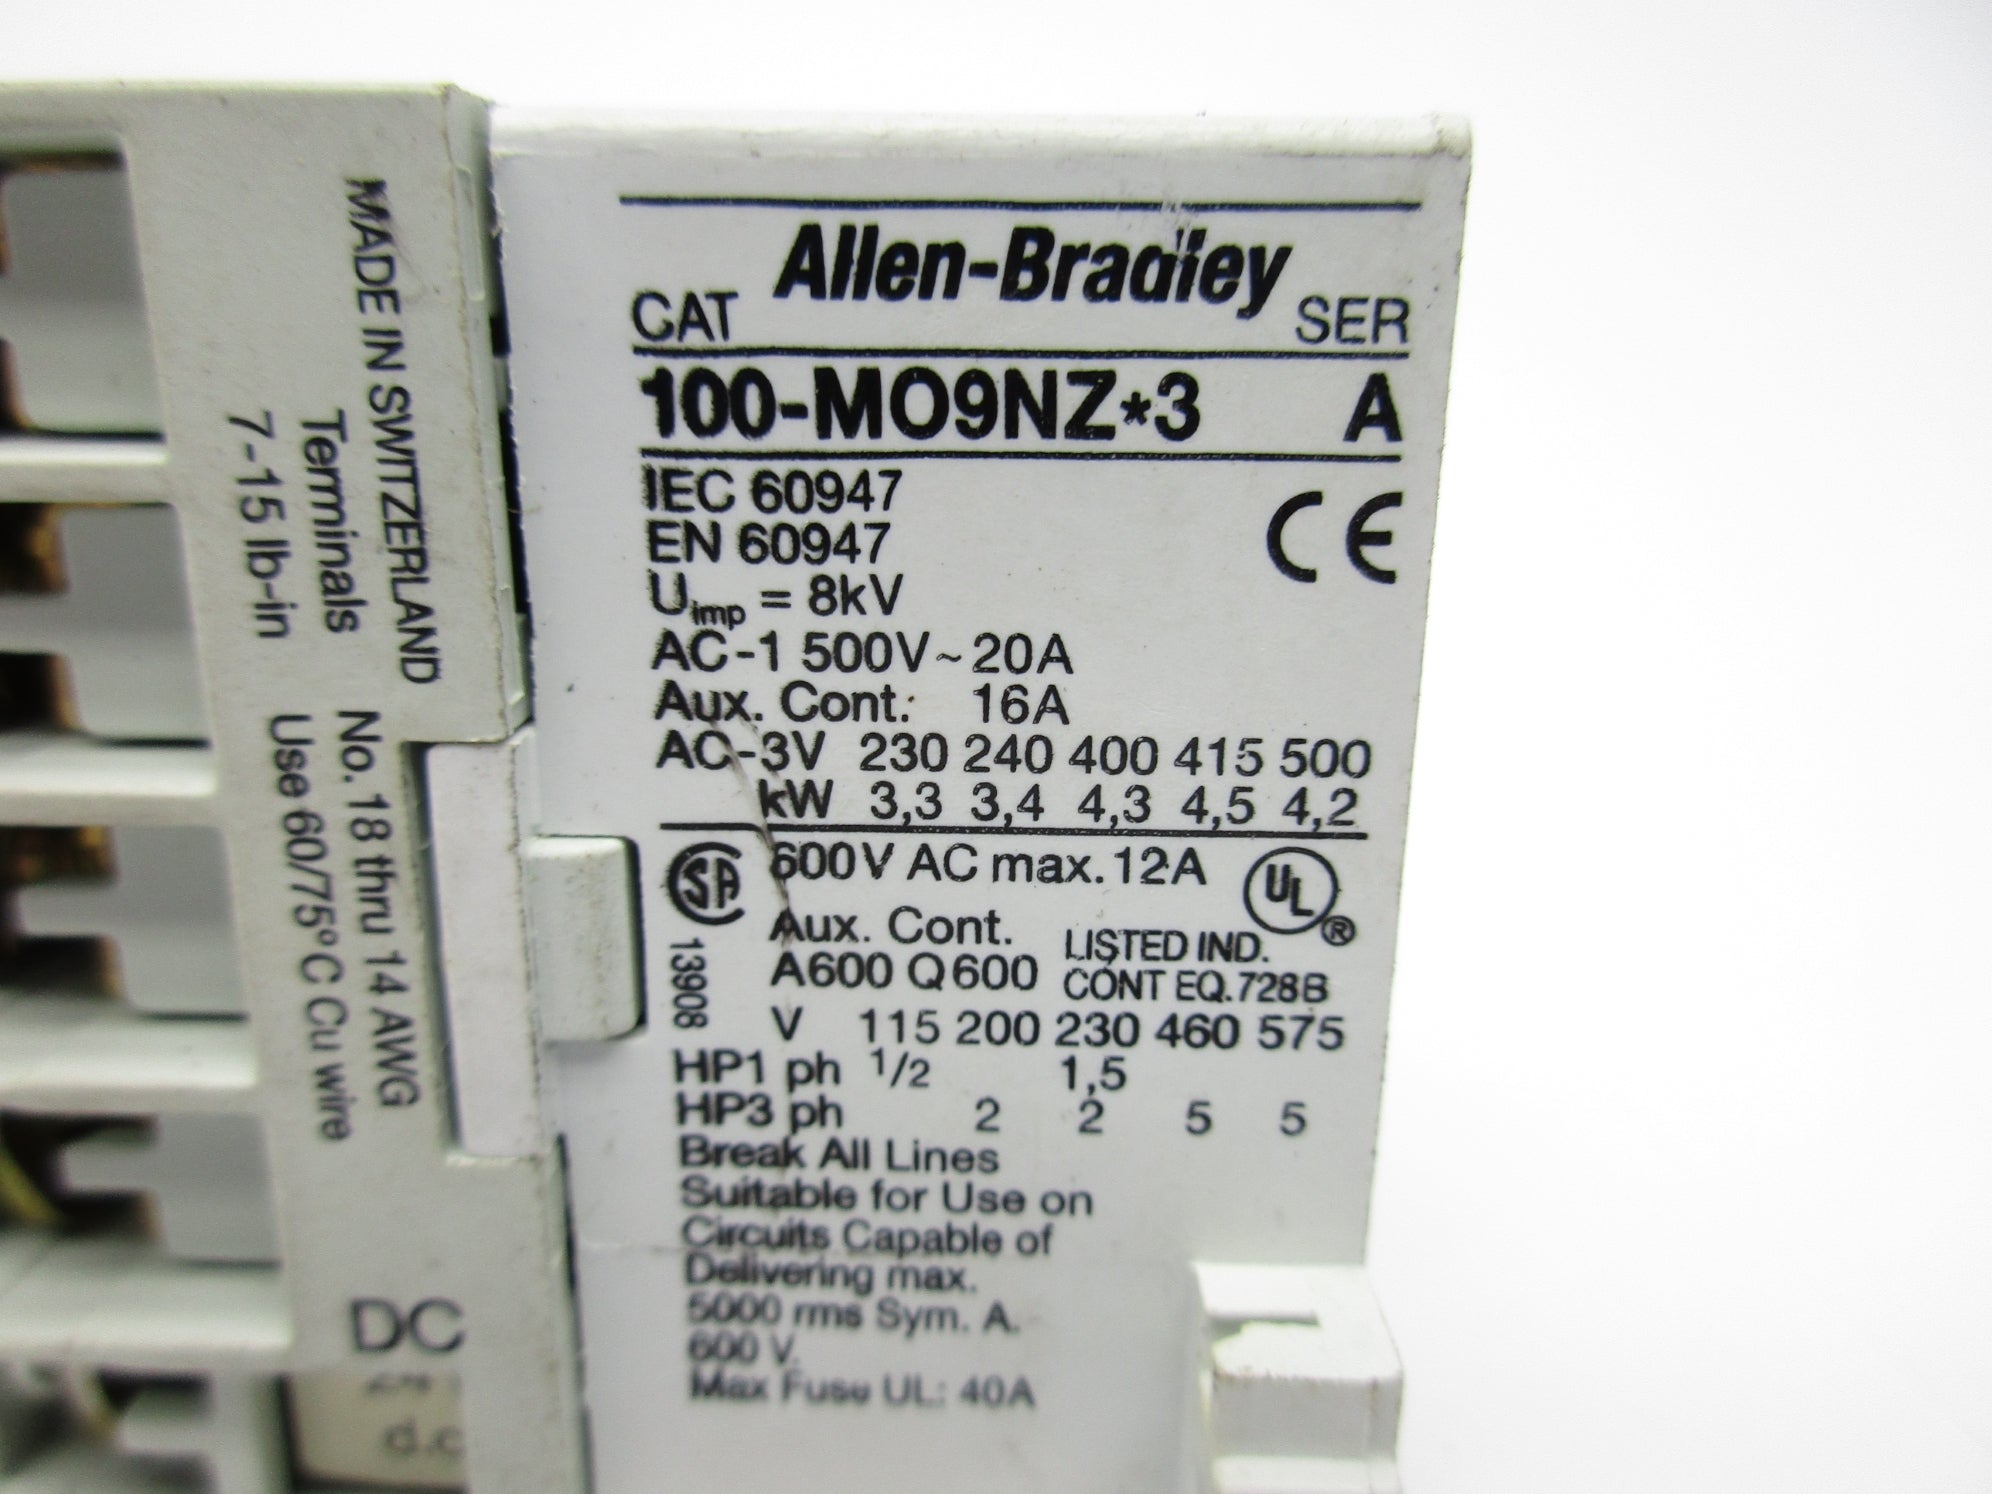 Allen-Bradley
CAT SER
100-MO9NZ*3 A
IEC 60947
EN 60947
CE
Uimp = 8kV
AC-1 500V~20A
Aux. Cont. 16A
AC-3V 230 240 400 415 500
kW 3,3 3,4 4,3 4,5 4,2
SA 600V AC max. 12A UL ®
Aux. Cont.
A600 Q600
LISTED IND.
CONT EQ. 728B
13908
V 115 200 230 460 575
HP1 ph 1/2 1,5
HP3 ph 2 2 5 5
Break All Lines
Suitable for Use on
Circuits Capable of
Delivering max.
5000 rms Sym. A.
600 V.
Max Fuse UL: 40A
MADE IN SWITZERLAND
Terminals No. 18 thru 14 AWG
7-15 lb-in Use 60/75°C Cu wire
DC
d.c